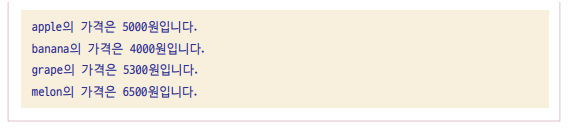 apple의 가격은 5000원입니다.
banana의 가격은 4000원입니다.
grape의 가격은 5300원입니다.
melon의 가격은 6500원입니다.